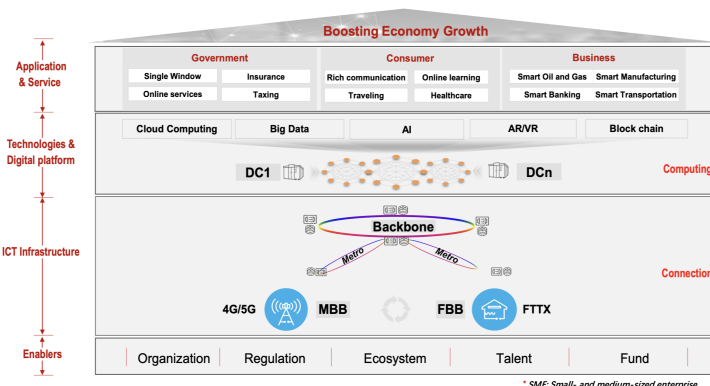 Boosting Economy Growth
Application
& Service
Government
Consumer
Business
Single Window
Insurance
Rich communication
Online learning
Smart Oil and Gas
Smart Manufacturing
Online services
Taxing
Traveling
Healthcare
Smart Banking
Smart Transportation
Technologies &
Digital platform
Cloud Computing
Big Data
AI
AR/VR
Block chain
DC1
DCn
Computing
ICT Infrastructure
Backbone
Metro
Metro
Connection
4G/5G
MBB
FBB
FTTX
Enablers
Organization
Regulation
Ecosystem
Talent
Fund
* SME: Small- and medium-sized enterprise